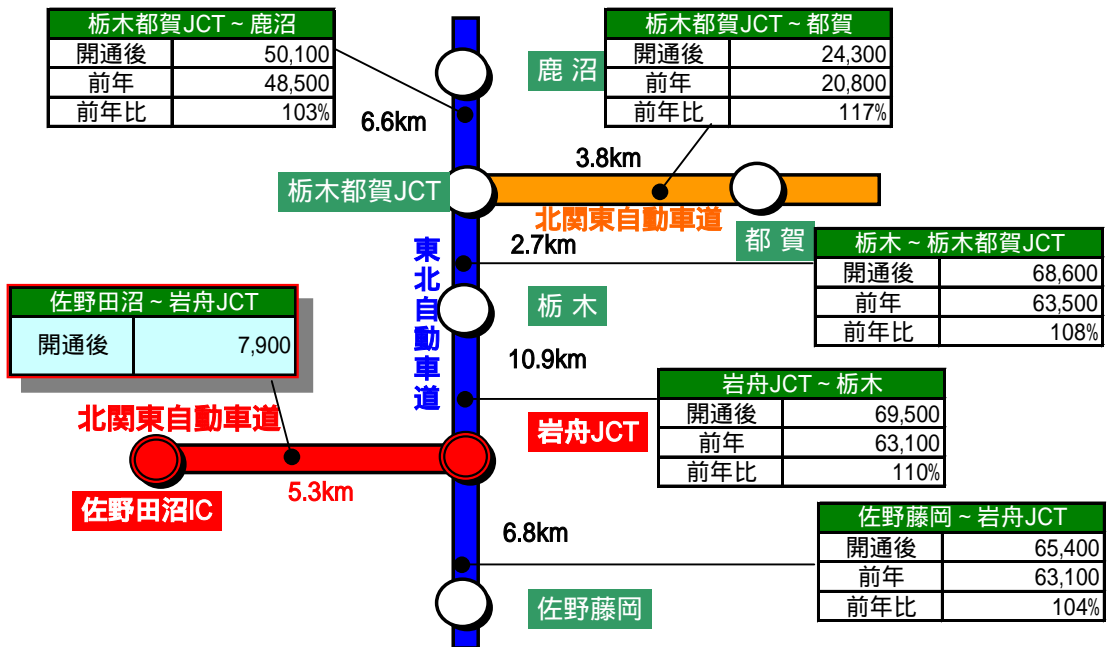 栃木都賀JCT ~ 鹿沼
開通後 50,100
前年 48,500
前年比 103%
栃木都賀JCT ~ 都賀
開通後 24,300
前年 20,800
前年比 117%
鹿 沼
6.6km
3.8km
栃木都賀JCT
北関東自動車道
都 賀
2.7km
東北自動車道
栃木 ~ 栃木都賀JCT
開通後 68,600
前年 63,500
前年比 108%
佐野田沼 ~ 岩舟JCT
開通後 7,900
栃 木
10.9km
岩舟JCT ~ 栃木
開通後 69,500
前年 63,100
前年比 110%
北関東自動車道
岩舟JCT
5.3km
佐野田沼IC
6.8km
佐野藤岡 ~ 岩舟JCT
開通後 65,400
前年 63,100
前年比 104%
佐野藤岡